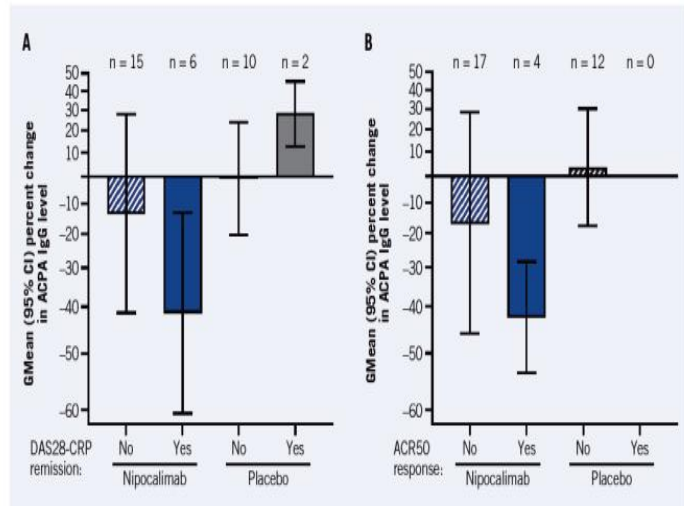 A
n = 15 n = 6 n = 10 n = 2
50
40
30
20
10
–10
–20
–30
–40
–50
–60
GMean (95% CI) percent change
in ACPA IgG level
DAS28-CRP
remission:
No Yes No Yes
Nipocalimab Placebo
B
n = 17 n = 4 n = 12 n = 0
50
40
30
20
10
–10
–20
–30
–40
–50
–60
GMean (95% CI) percent change
in ACPA IgG level
ACR50
response:
No Yes No Yes
Nipocalimab Placebo